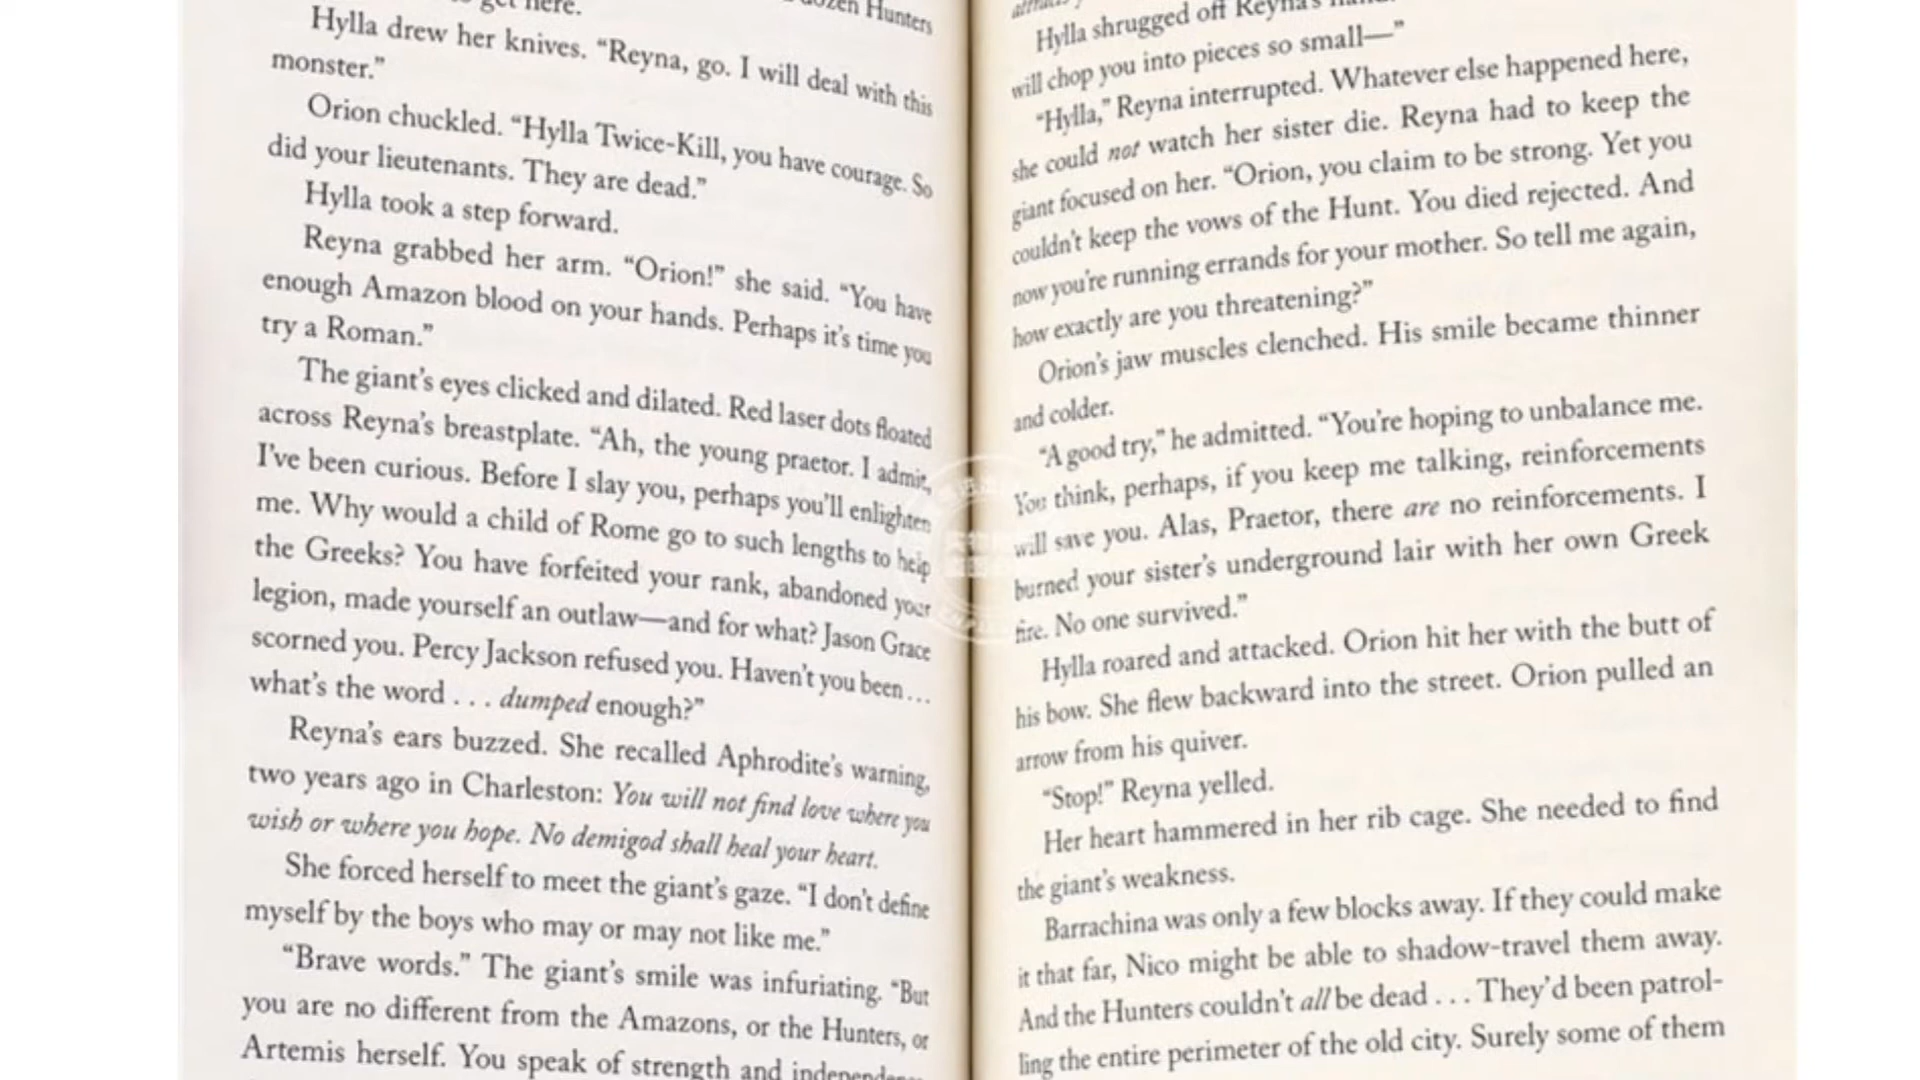 get here.
dozen Hunters
Hylla drew her knives. “Reyna, go. I will deal with this
monster.”
Orion chuckled. “Hylla Twice-Kill, you have courage. So
did your lieutenants. They are dead.”
Hylla took a step forward.
Reyna grabbed her arm. “Orion!” she said. “You have
enough Amazon blood on your hands. Perhaps it’s time you
try a Roman.”
The giant’s eyes clicked and dilated. Red laser dots floated
across Reyna’s breastplate. “Ah, the young praetor. I admit,
I’ve been curious. Before I slay you, perhaps you’ll enlighten
me. Why would a child of Rome go to such lengths to help
the Greeks? You have forfeited your rank, abandoned your
legion, made yourself an outlaw—and for what? Jason Grace
scorned you. Percy Jackson refused you. Haven’t you been . . .
what’s the word . . . dumped enough?”
Reyna’s ears buzzed. She recalled Aphrodite’s warning,
two years ago in Charleston: You will not find love where you
wish or where you hope. No demigod shall heal your heart.
She forced herself to meet the giant’s gaze. “I don’t define
myself by the boys who may or may not like me.”
“Brave words.” The giant’s smile was infuriating. “But
you are no different from the Amazons, or the Hunters, or
Artemis herself. You speak of strength and
Hylla shrugged off Reyna’s
will chop you into pieces so small—”
“Hylla,” Reyna interrupted. Whatever else happened here,
she could not watch her sister die. Reyna had to keep the
giant focused on her. “Orion, you claim to be strong. Yet you
couldn’t keep the vows of the Hunt. You died rejected. And
now you’re running errands for your mother. So tell me again,
how exactly are you threatening?”
Orion’s jaw muscles clenched. His smile became thinner
and colder.
“A good try,” he admitted. “You’re hoping to unbalance me.
You think, perhaps, if you keep me talking, reinforcements
will save you. Alas, Praetor, there are no reinforcements. I
burned your sister’s underground lair with her own Greek
fire. No one survived.”
Hylla roared and attacked. Orion hit her with the butt of
his bow. She flew backward into the street. Orion pulled an
arrow from his quiver.
“Stop!” Reyna yelled.
Her heart hammered in her rib cage. She needed to find
the giant’s weakness.
Barrachina was only a few blocks away. If they could make
it that far, Nico might be able to shadow-travel them away.
And the Hunters couldn’t all be dead . . . They’d been patrol-
ling the entire perimeter of the old city. Surely some of them